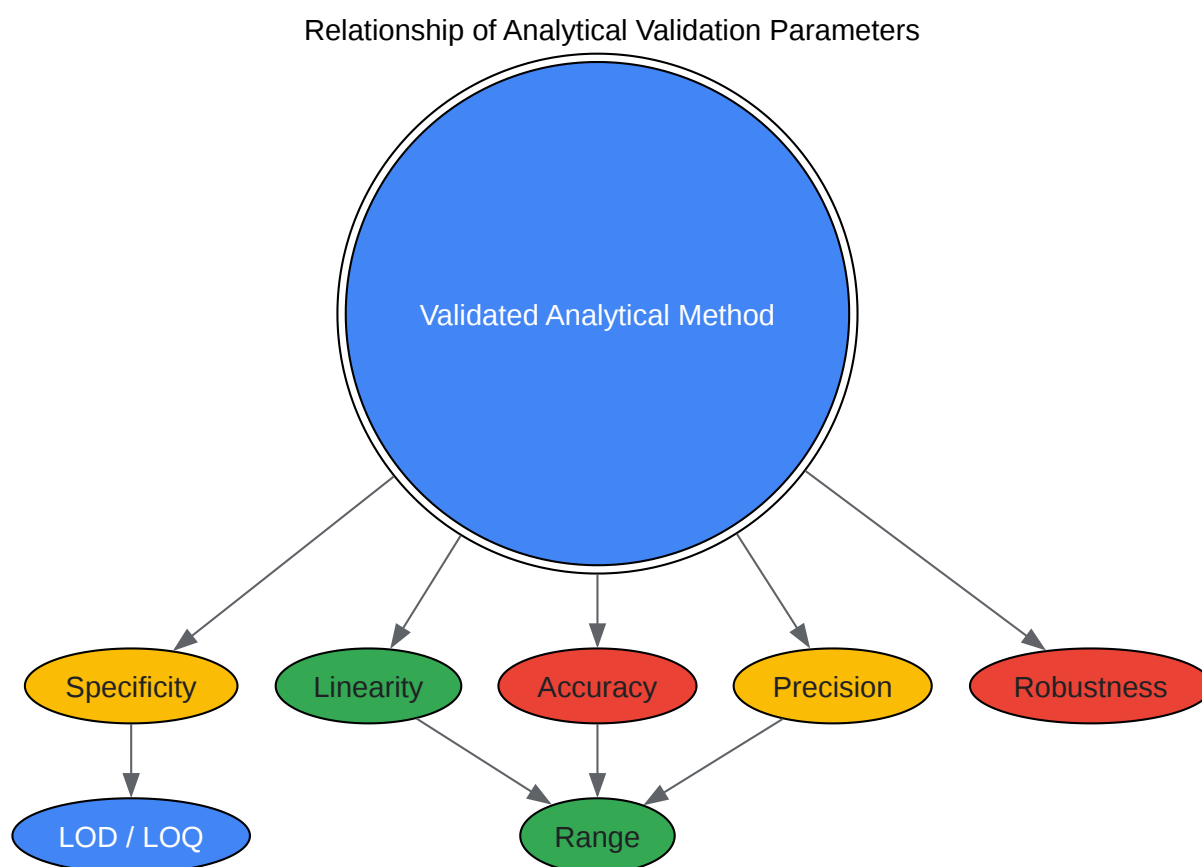 Relationship of Analytical Validation Parameters
Validated Analytical Method
Specificity
Linearity
Accuracy
Precision
Robustness
LOD / LOQ
Range